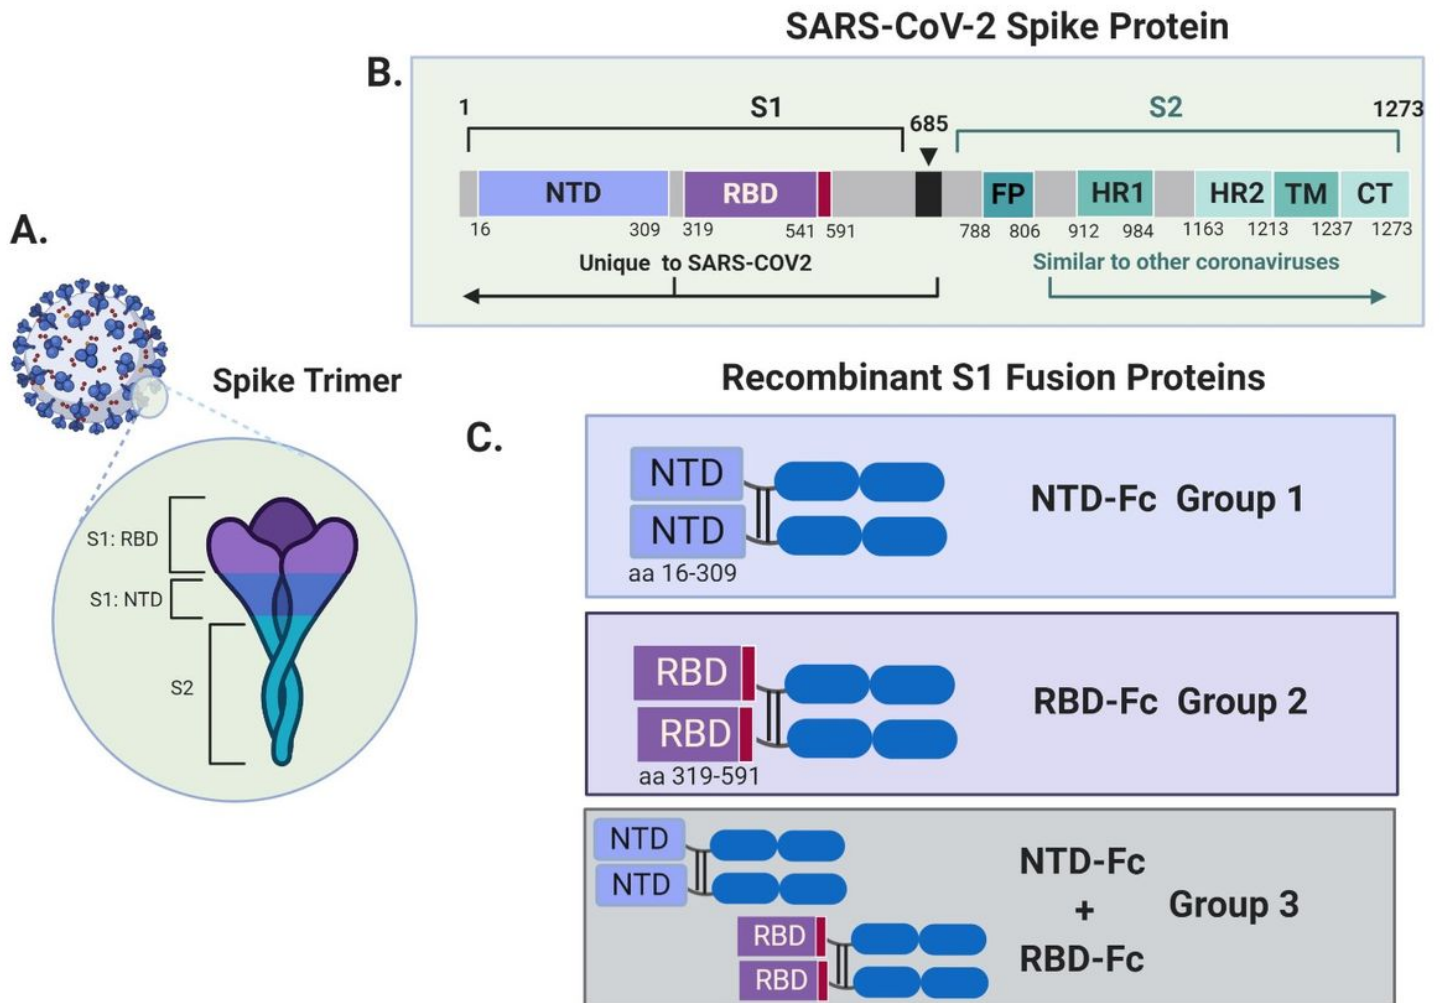 SARS-CoV-2 Spike Protein
B.
1 S1 685 S2 1273
NTD RBD FP HR1 HR2 TM CT
16 309 319 541 591 788 806 912 984 1163 1213 1237 1273
Unique to SARS-COV2 Similar to other coronaviruses
A.
Spike Trimer
S1: RBD
S1: NTD
S2
Recombinant S1 Fusion Proteins
C.
NTD
NTD
aa 16-309
NTD-Fc Group 1
RBD
RBD
aa 319-591
RBD-Fc Group 2
NTD
NTD
RBD
RBD
NTD-Fc
+
RBD-Fc
Group 3